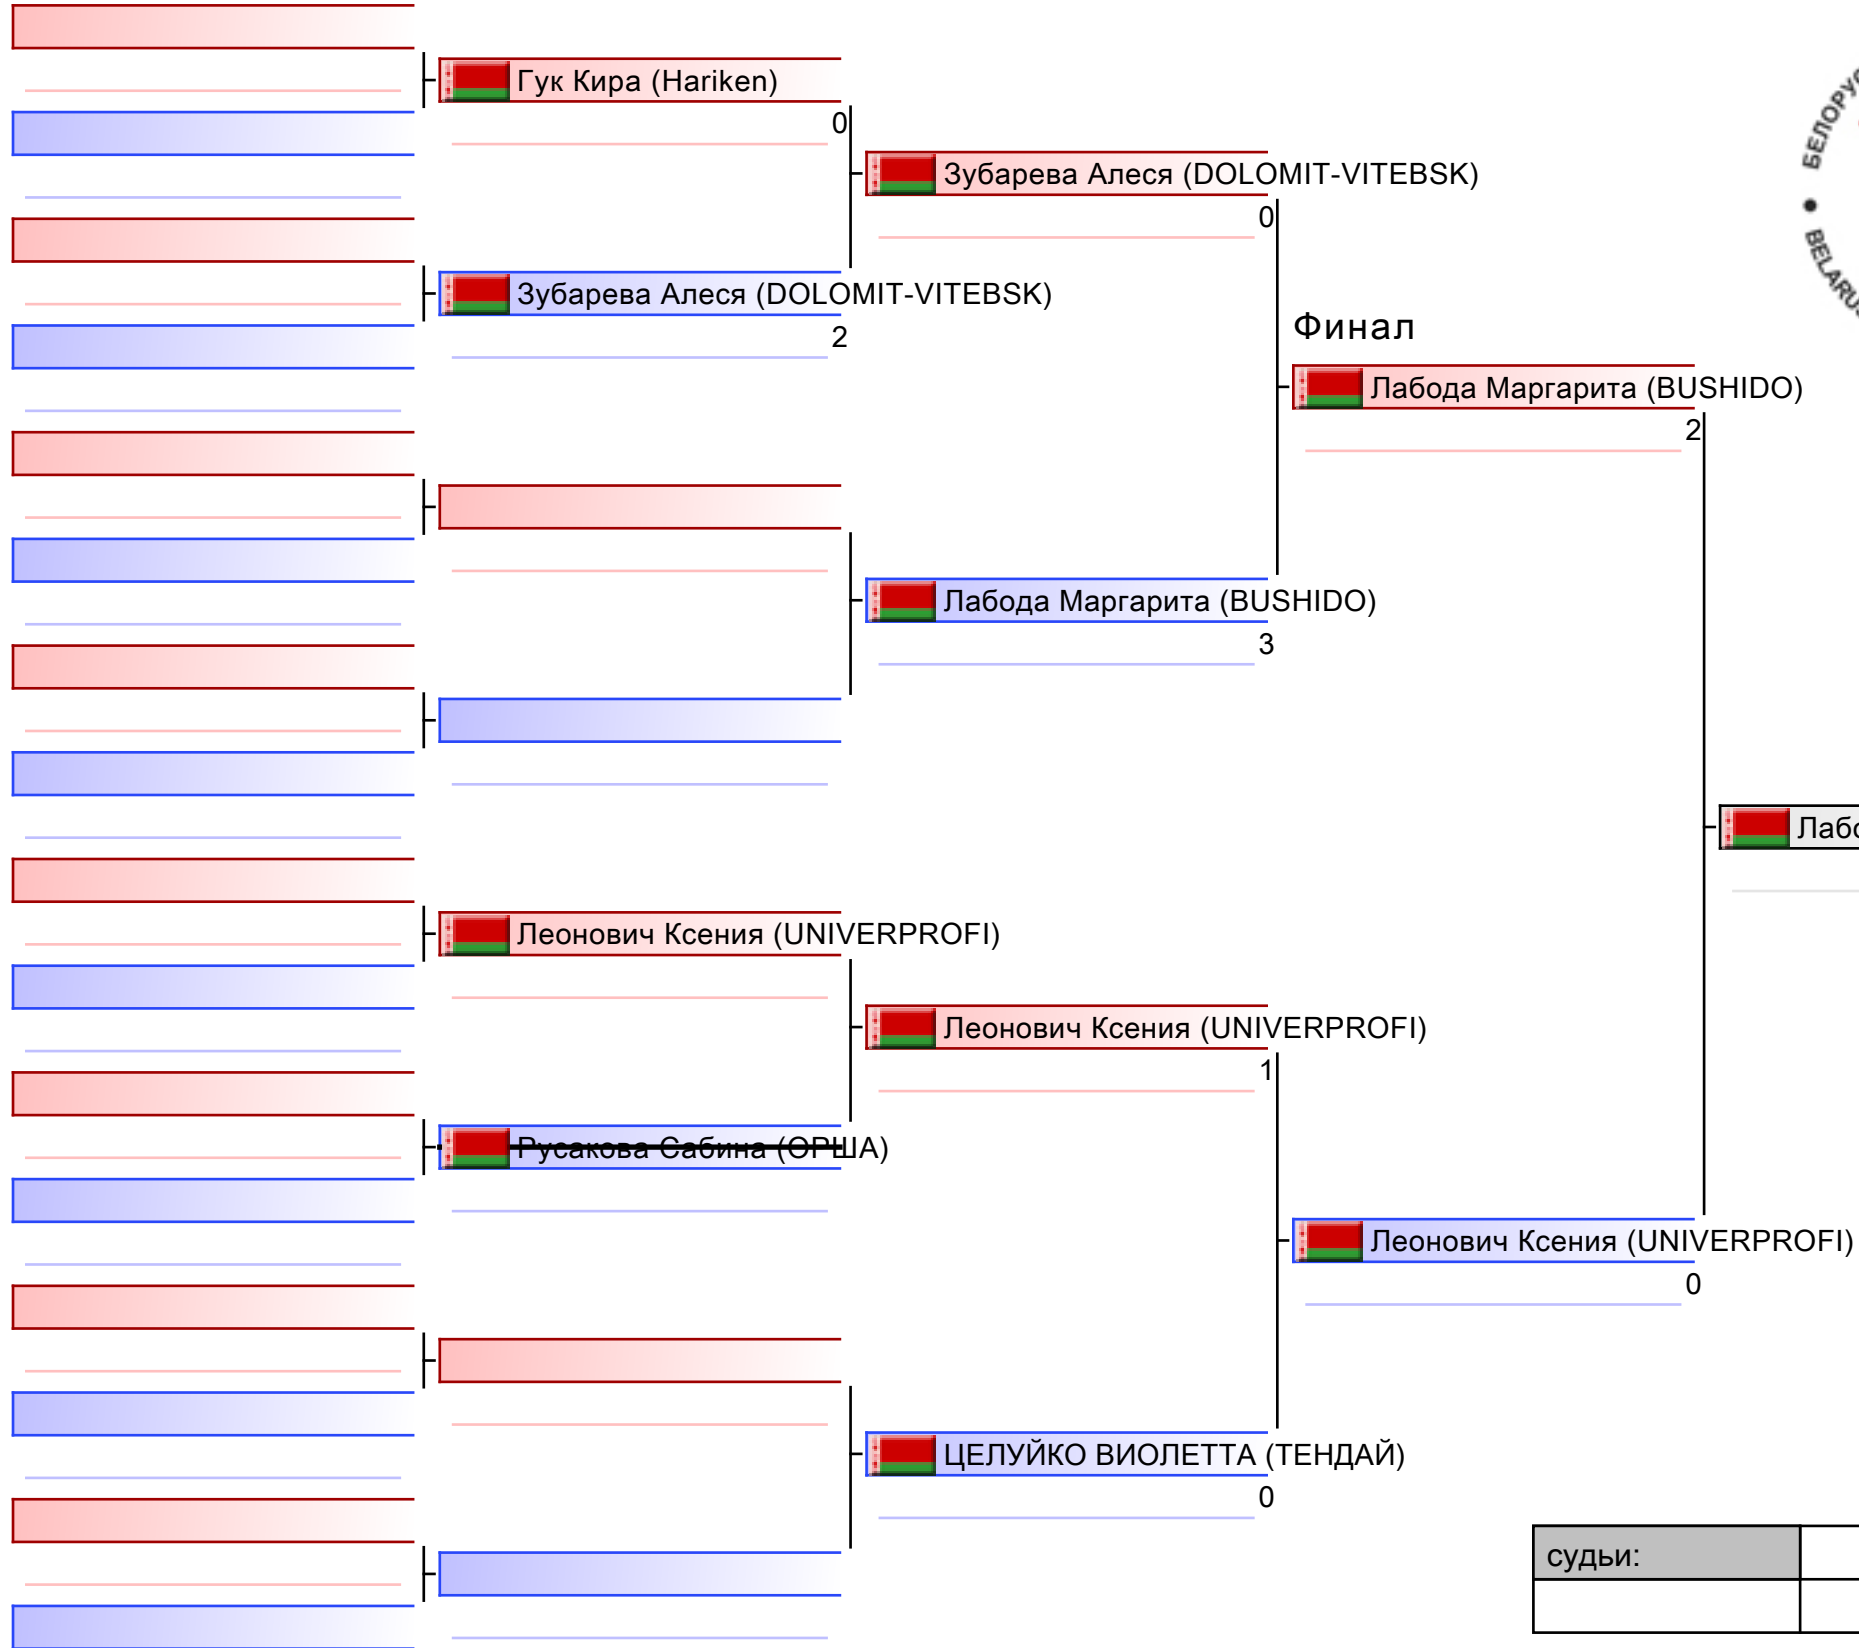 Гук Кира (Hariken)
0
Зубарева Алеся (DOLOMIT-VITEBSK)
0
Зубарева Алеся (DOLOMIT-VITEBSK)
2
Финал
Лабода Маргарита (BUSHIDO)
2
Лабода Маргарита (BUSHIDO)
3
Леонович Ксения (UNIVERPROFI)
Леонович Ксения (UNIVERPROFI)
1
Русакова Сабина (ОРША)
Леонович Ксения (UNIVERPROFI)
0
ЦЕЛУЙКО ВИОЛЕТТА (ТЕНДАЙ)
0
судьи: